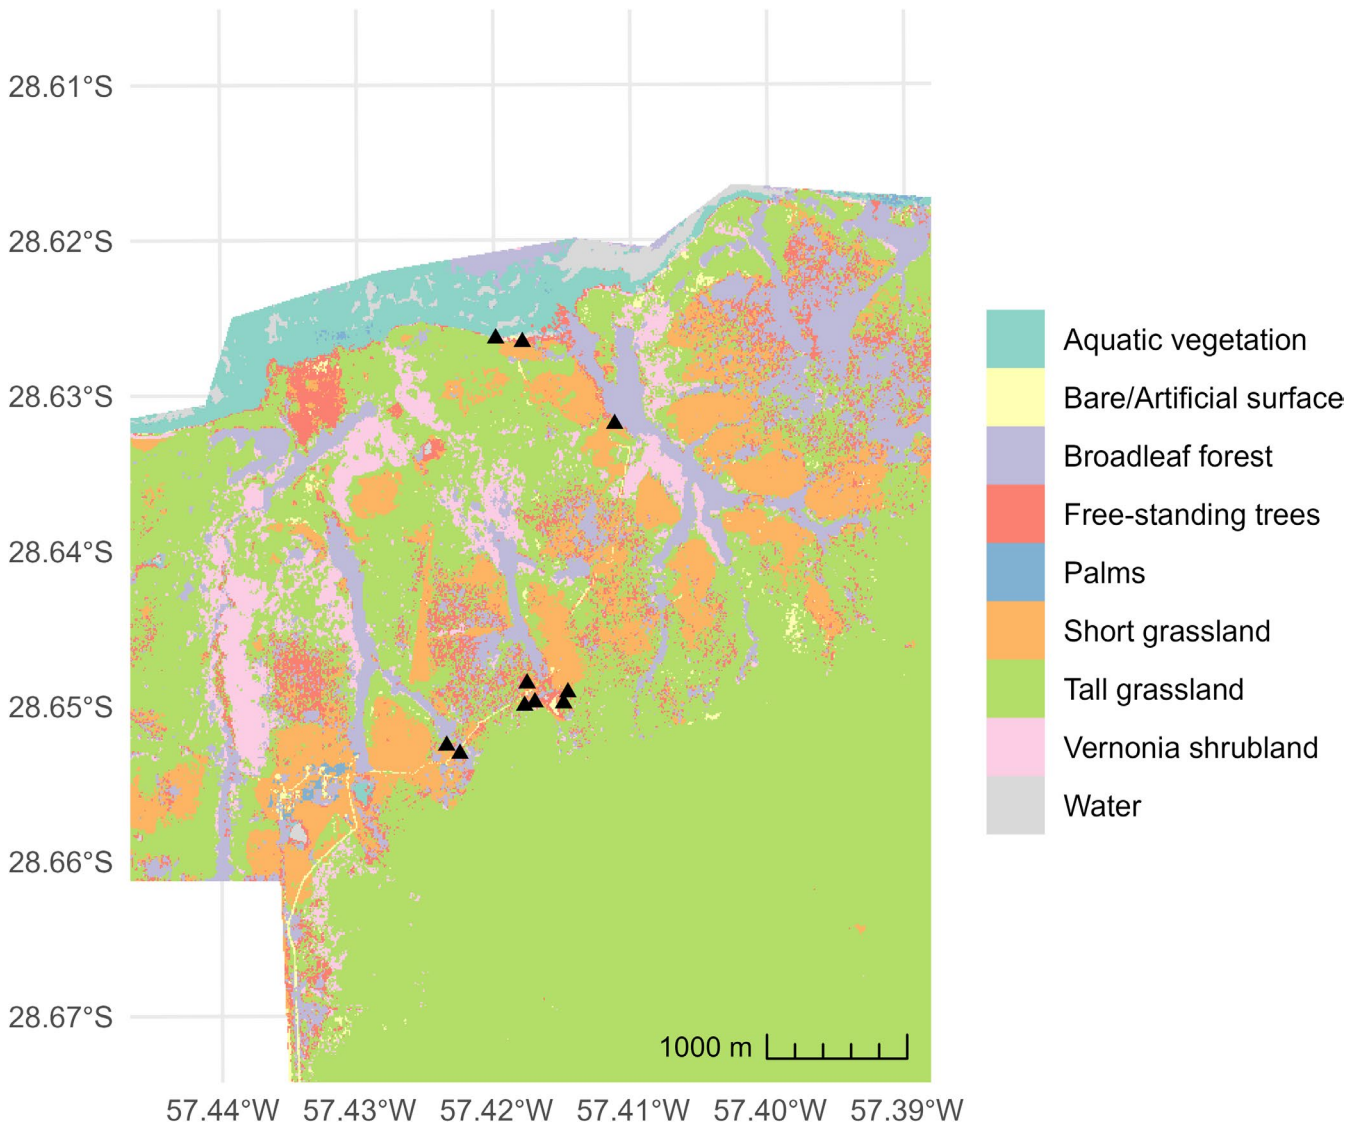 28.61°S
28.62°S
28.63°S
28.64°S
28.65°S
28.66°S
28.67°S
57.44°W 57.43°W 57.42°W 57.41°W 57.40°W 57.39°W
1000 m
Aquatic vegetation
Bare/Artificial surface
Broadleaf forest
Free-standing trees
Palms
Short grassland
Tall grassland
Vernonia shrubland
Water